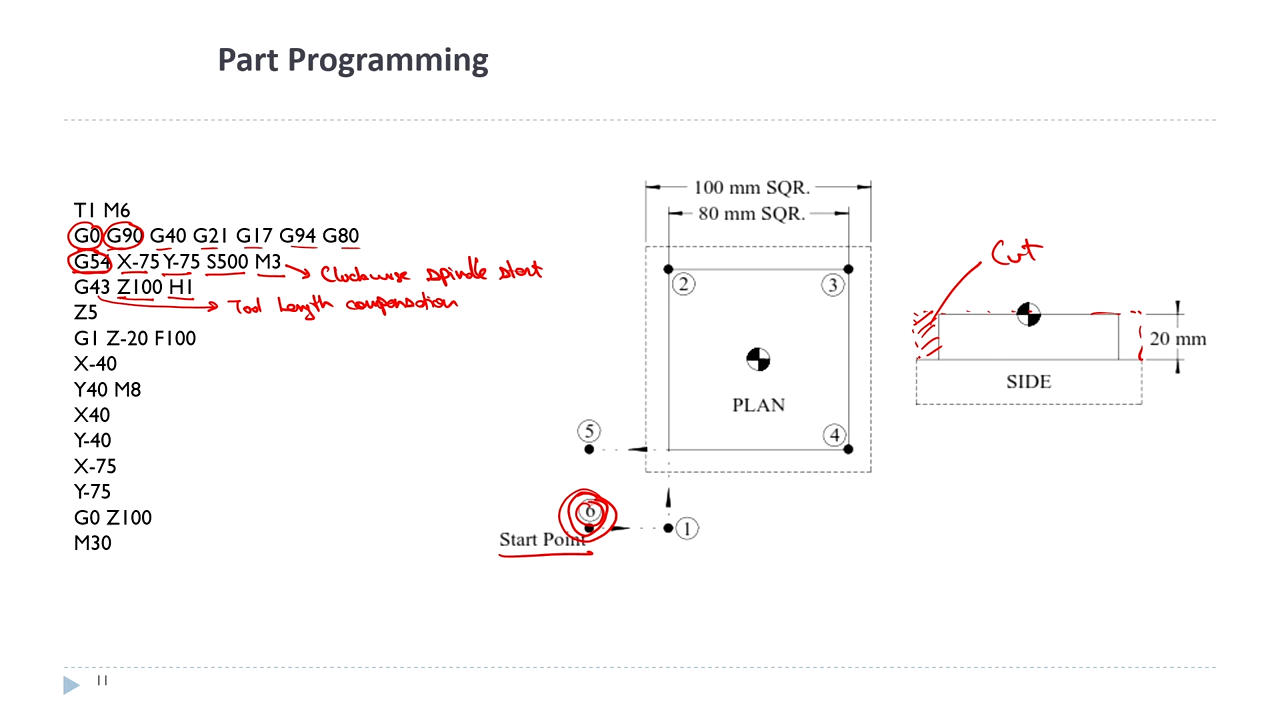 Part Programming
T1 M6
G0 G90 G40 G21 G17 G94 G80
G54 X-75 Y-75 S500 M3
Clockwise spindle start
G43 Z100 H1
Tool length compensation
Z5
G1 Z-20 F100
X-40
Y40 M8
X40
Y-40
X-75
Y-75
G0 Z100
M30
100 mm SQR.
80 mm SQR.
2
3
PLAN
4
5
6
1
Start Point
Cut
20 mm
SIDE
11